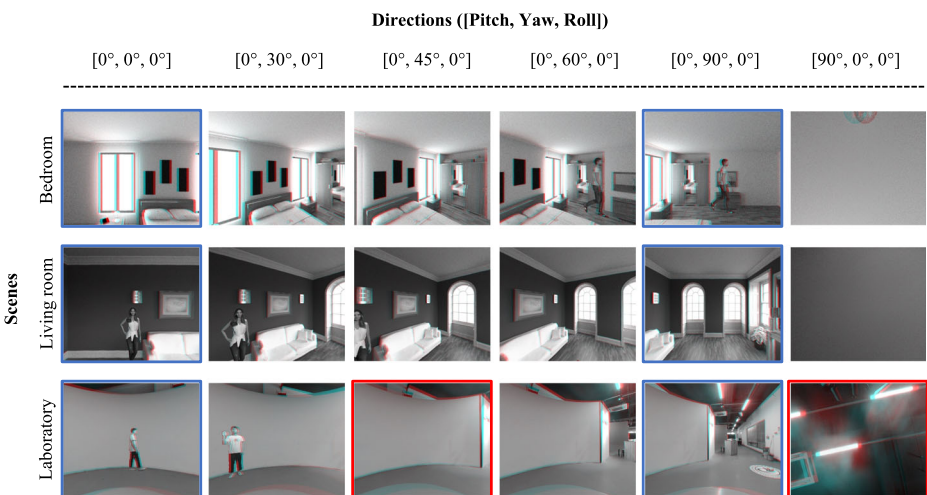 Directions ([Pitch, Yaw, Roll])
[0°, 0°, 0°] [0°, 30°, 0°] [0°, 45°, 0°] [0°, 60°, 0°] [0°, 90°, 0°] [90°, 0°, 0°]
Scenes
Bedroom
Living room
Laboratory